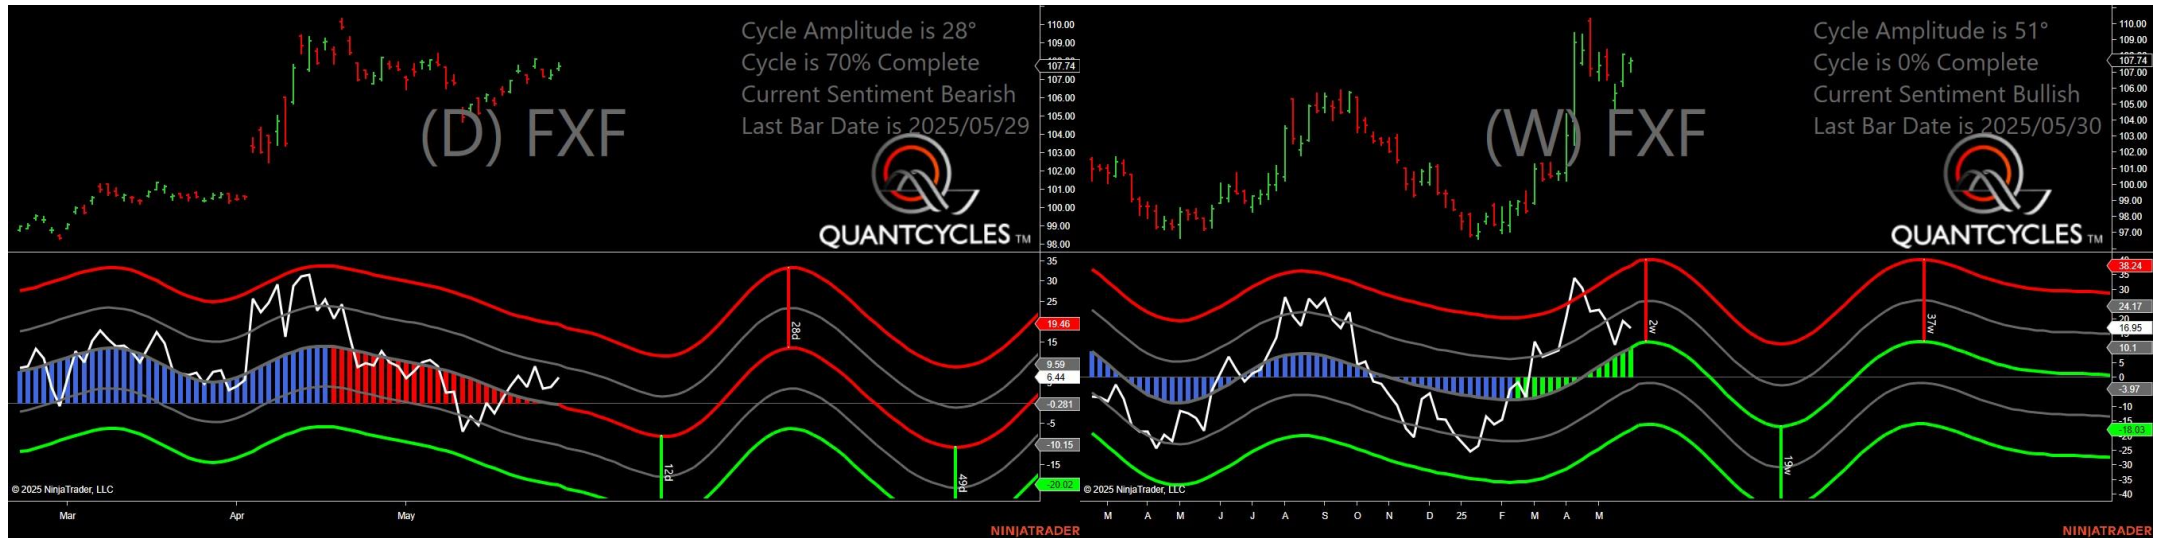 Cycle Amplitude is 28°
Cycle is 70% Complete
Current Sentiment Bearish
Last Bar Date is 2025/05/29
(D) FXF
QUANTCYCLES TM
110.00
109.00
107.74
107.00
106.00
105.00
104.00
103.00
102.00
101.00
100.00
99.00
98.00
35
30
25
19.46
15
9.59
6.44
-0.281
-5
-10.15
-15
-20.02
28d
12d
49d
© 2025 NinjaTrader, LLC
Mar Apr May
NINJATRADER
Cycle Amplitude is 51°
Cycle is 0% Complete
Current Sentiment Bullish
Last Bar Date is 2025/05/30
(W) FXF
QUANTCYCLES TM
110.00
109.00
107.74
107.00
106.00
105.00
104.00
103.00
102.00
101.00
100.00
99.00
98.00
97.00
38.24
35
30
24.17
20
16.95
10.1
5
0
-3.97
-10
-15
-18.03
-25
-30
-35
-40
2w
37w
19w
© 2025 NinjaTrader, LLC
M A M J J A S O N D 25 F M A M
NINJATRADER